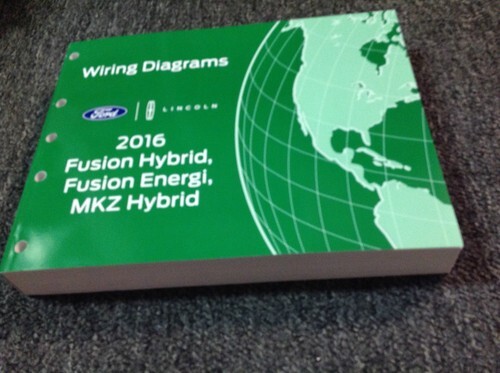 Wiring Diagrams
Ford | LINCOLN
2016
Fusion Hybrid,
Fusion Energi,
MKZ Hybrid